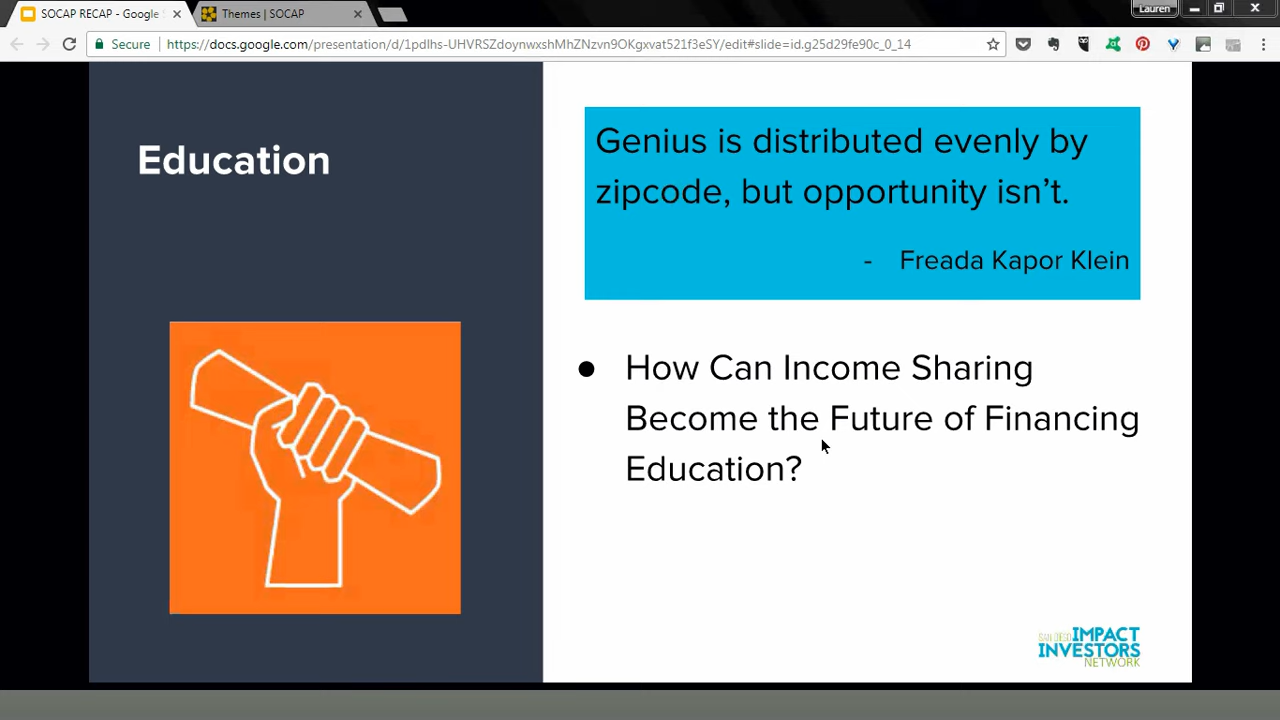 SOCAP RECAP - Google
Themes | SOCAP
Lauren
Secure
https://docs.google.com/presentation/d/1pdlhs-UHVRSZdoynwxshMhZNzvn9OKgxvat521f3eSY/edit#slide=id.g25d29fe90c_0_14
Education
Genius is distributed evenly by
zipcode, but opportunity isn’t.
- Freada Kapor Klein
● How Can Income Sharing
Become the Future of Financing
Education?
SAN DIEGO IMPACT
INVESTORS
NETWORK